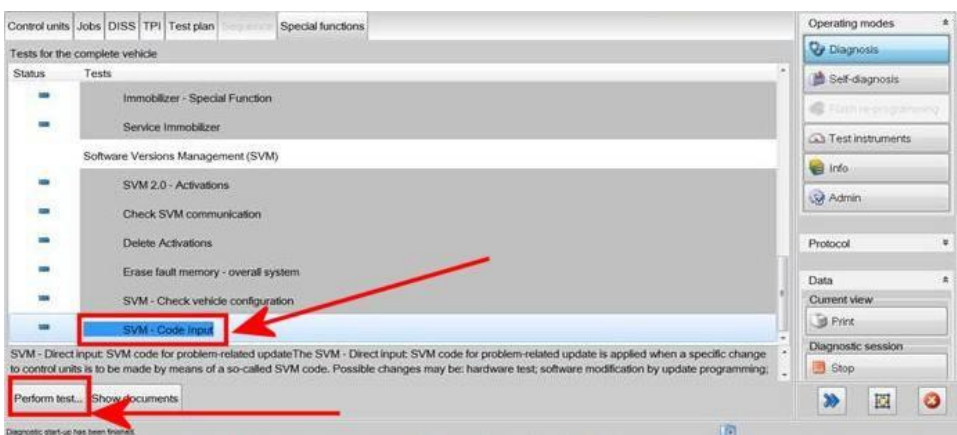 Control units Jobs DISS TPI Test plan Sequence Special functions
Operating modes
Tests for the complete vehicle
Diagnosis
Status Tests
Self-diagnosis
Immobilizer - Special Function
Flash re-programming
Service Immobilizer
Test instruments
Software Versions Management (SVM)
Info
SVM 2.0 - Activations
Admin
Check SVM communication
Delete Activations
Protocol
Erase fault memory - overall system
Data
SVM - Check vehicle configuration
Current view
SVM - Code Input
Print
SVM - Direct input: SVM code for problem-related updateThe SVM - Direct input: SVM code for problem-related update is applied when a specific change
Diagnostic session
to control units is to be made by means of a so-called SVM code. Possible changes may be: hardware test; software modification by update programming;
Stop
Perform test... Show documents
Diagnostic start-up has been finished.